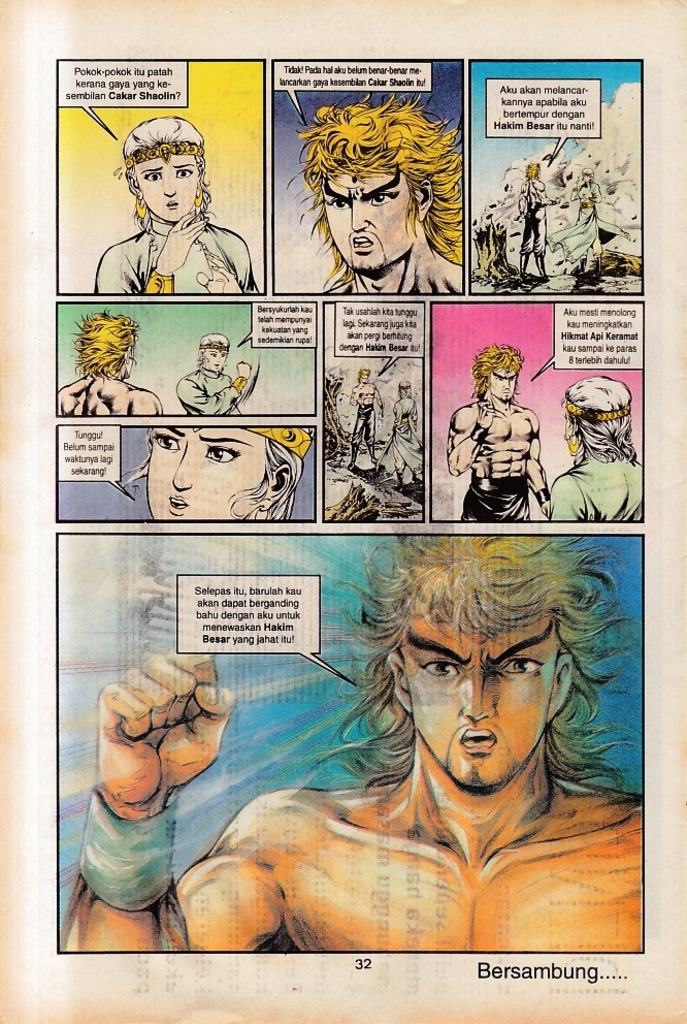 Pokok-pokok itu patah
kerana gaya yang ke-
sembilan Cakar Shaolin?
Tidak! Pada hal aku belum benar-benar me-
lancarkan gaya kesembilan Cakar Shaolin itu!
Aku akan melancar-
kannya apabila aku
bertempur dengan
Hakim Besar itu nanti!
Bersyukurlah kau
telah mempunyai
kekuatan yang
sedemikian rupa!
Tunggu!
Belum sampai
waktunya lagi
sekarang!
Tak usahlah kita tunggu
lagi. Sekarang juga kita
akan pergi berhitung
dengan Hakim Besar itu!
Aku mesti menolong
kau meningkatkan
Hikmat Api Keramat
kau sampai ke paras
8 terlebih dahulu!
Selepas itu, barulah kau
akan dapat berganding
bahu dengan aku untuk
menewaskan Hakim
Besar yang jahat itu!
32
Bersambung.....